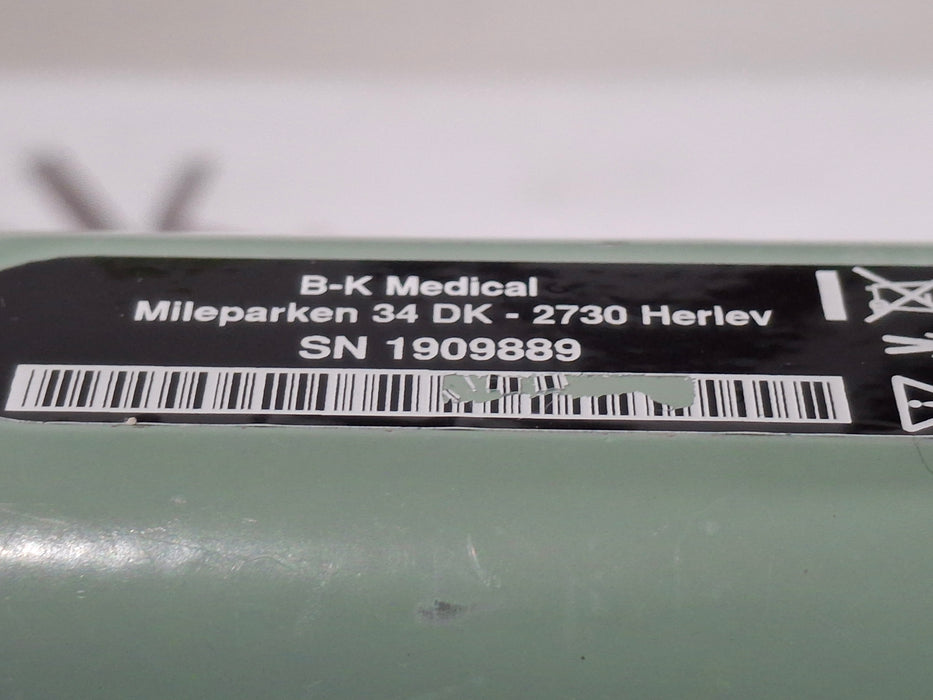 B-K Medical
Mileparken 34 DK - 2730 Herlev
SN 1909889